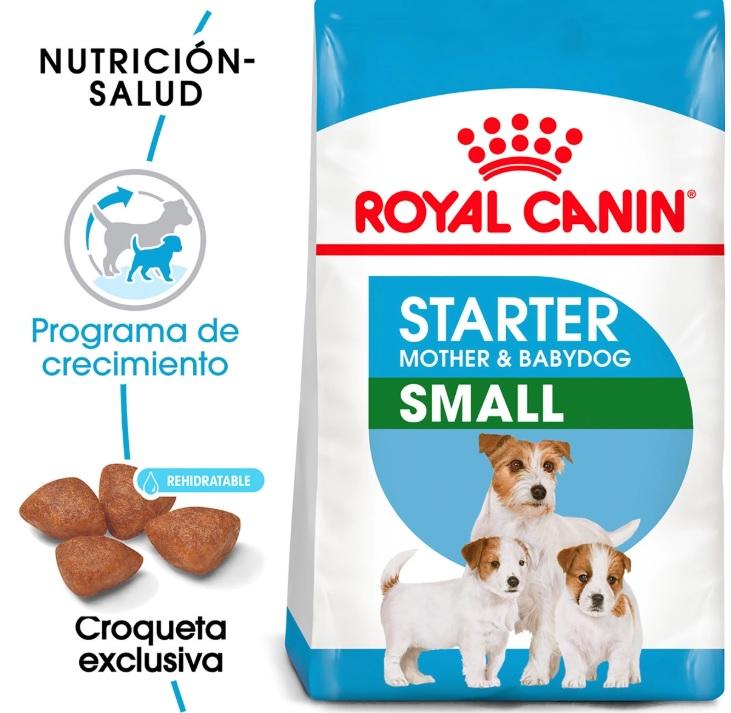 NUTRICIÓN-
SALUD
Programa de
crecimiento
REHIDRATABLE
Croqueta
exclusiva
ROYAL CANIN®
STARTER
MOTHER & BABYDOG
SMALL